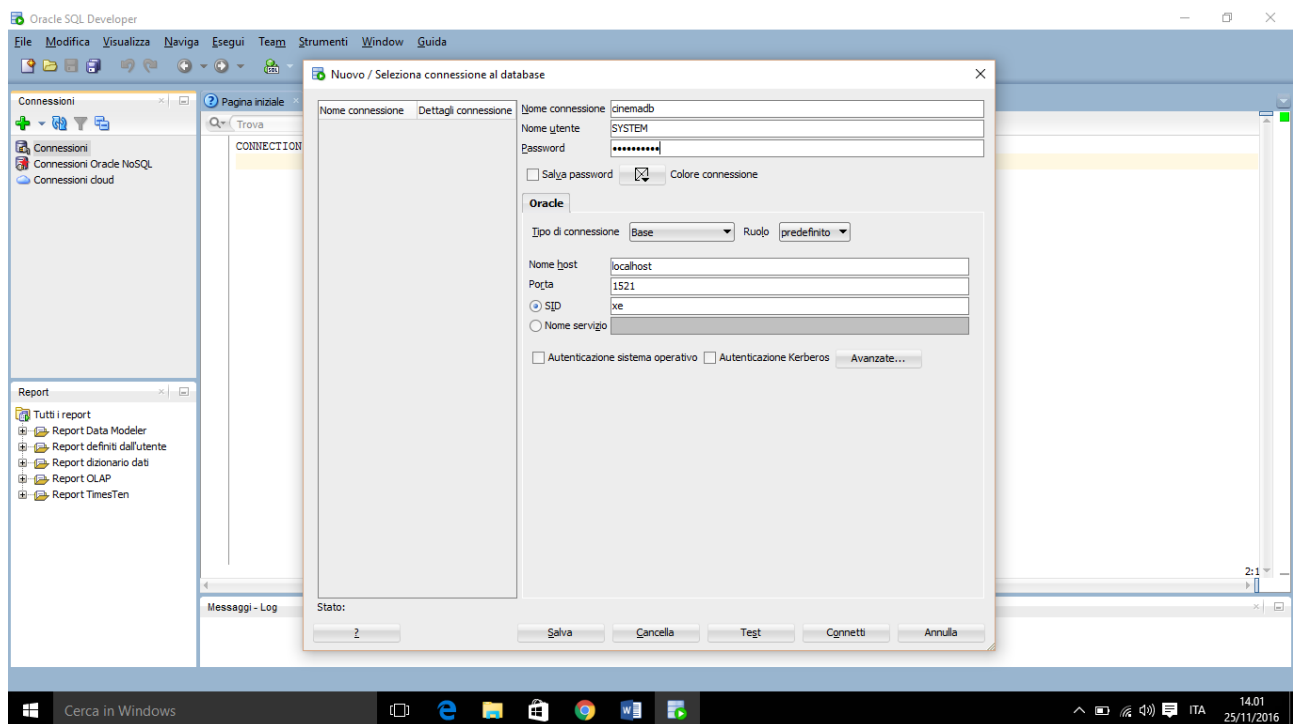 Oracle SQL Developer
File Modifica Visualizza Naviga Esegui Team Strumenti Window Guida
Connessioni
Connessioni
Connessioni Oracle NoSQL
Connessioni cloud
Report
Tutti i report
Report Data Modeler
Report definiti dall'utente
Report dizionario dati
Report OLAP
Report TimesTen
Pagina iniziale
Trova
CONNECTION
2:1
Messaggi - Log
Nuovo / Seleziona connessione al database
Nome connessione Dettagli connessione
Nome connessione cinemadb
Nome utente SYSTEM
Password ••••••••••
Salva password Colore connessione
Oracle
Tipo di connessione Base Ruolo predefinito
Nome host localhost
Porta 1521
SID xe
Nome servizio
Autenticazione sistema operativo Autenticazione Kerberos Avanzate...
Stato:
? Salva Cancella Test Connetti Annulla
Cerca in Windows
ITA
14.01
25/11/2016